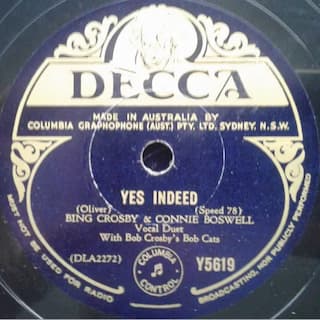 DECCA
MADE IN AUSTRALIA BY
COLUMBIA GRAPHOPHONE (AUST.) PTY. LTD. SYDNEY. N.S.W.
YES INDEED
(Oliver) (Speed 78)
BING CROSBY & CONNIE BOSWELL
Vocal Duet
With Bob Crosby's Bob Cats
(DLA2272) Y5619
COLUMBIA
CONTROL
MUST NOT BE USED FOR RADIO BROADCASTING, NOR PUBLICLY PERFORMED